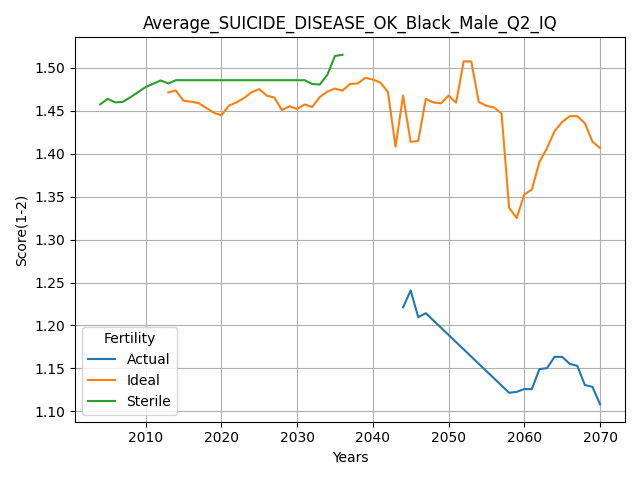 Average_SUICIDE_DISEASE_OK_Black_Male_Q2_IQ
1.50
1.45
1.40
1.35
1.30
1.25
1.20
1.15
1.10
Score(1-2)
Fertility
Actual
Ideal
Sterile
2010 2020 2030 2040 2050 2060 2070
Years